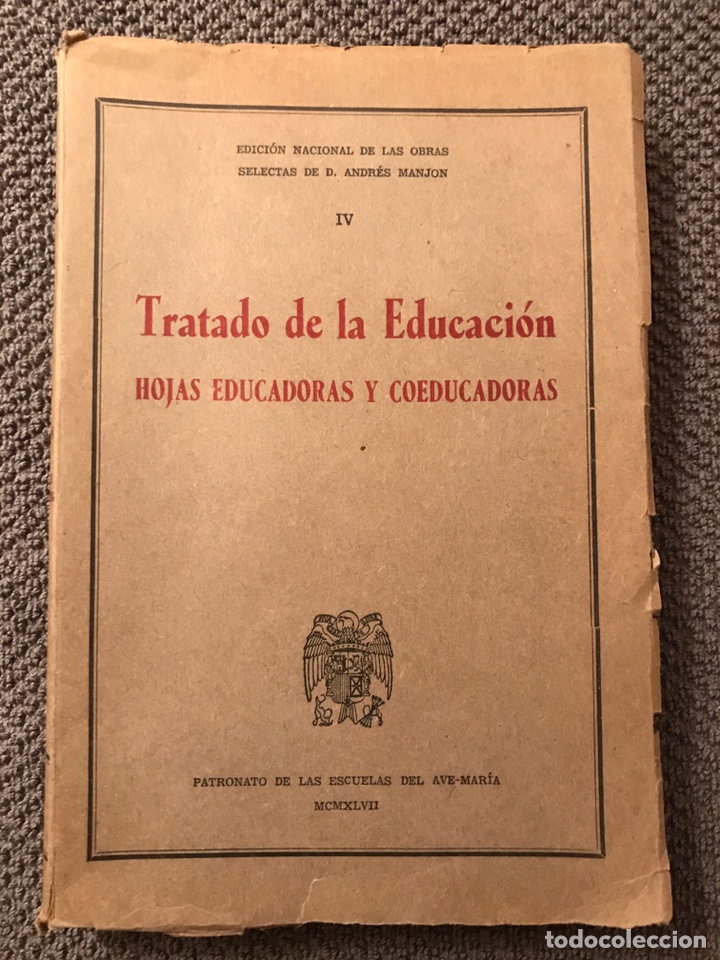 EDICIÓN NACIONAL DE LAS OBRAS
SELECTAS DE D. ANDRÉS MANJON
IV
Tratado de la Educación
HOJAS EDUCADORAS Y COEDUCADORAS
PATRONATO DE LAS ESCUELAS DEL AVE-MARÍA
MCMXLVII
todocoleccion.net